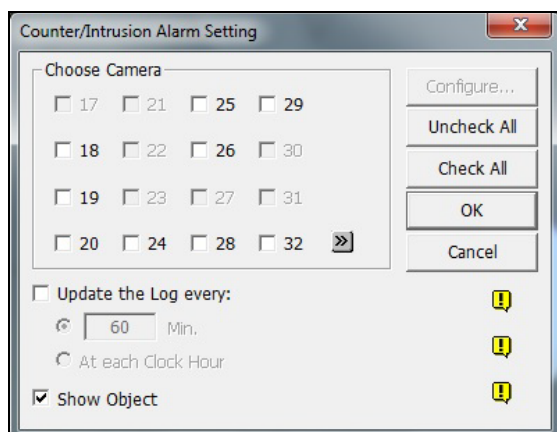 Counter/Intrusion Alarm Setting
x
Choose Camera
17 21 25 29
18 22 26 30
19 23 27 31
20 24 28 32 »
Configure...
Uncheck All
Check All
OK
Cancel
Update the Log every:
60 Min.
At each Clock Hour
Show Object
!
!
!